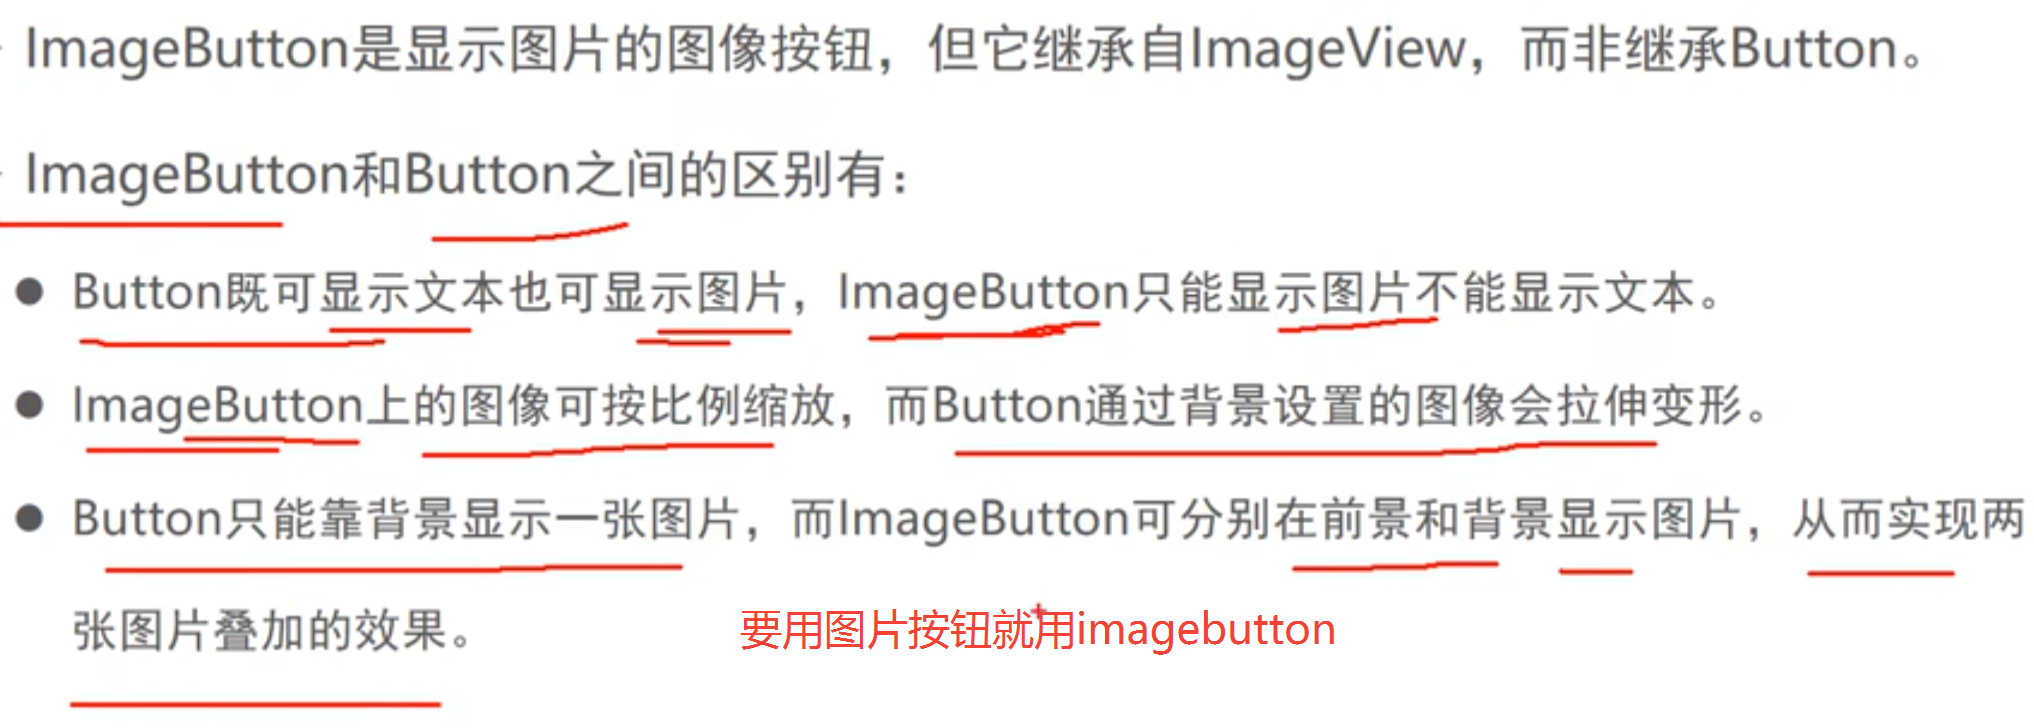 ImageButton是显示图片的图像按钮，但它继承自ImageView，而非继承Button。
ImageButton和Button之间的区别有：
● Button既可显示文本也可显示图片，ImageButton只能显示图片不能显示文本。
● ImageButton上的图像可按比例缩放，而Button通过背景设置的图像会拉伸变形。
● Button只能靠背景显示一张图片，而ImageButton可分别在前景和背景显示图片，从而实现两
张图片叠加的效果。
要用图片按钮就用imagebutton